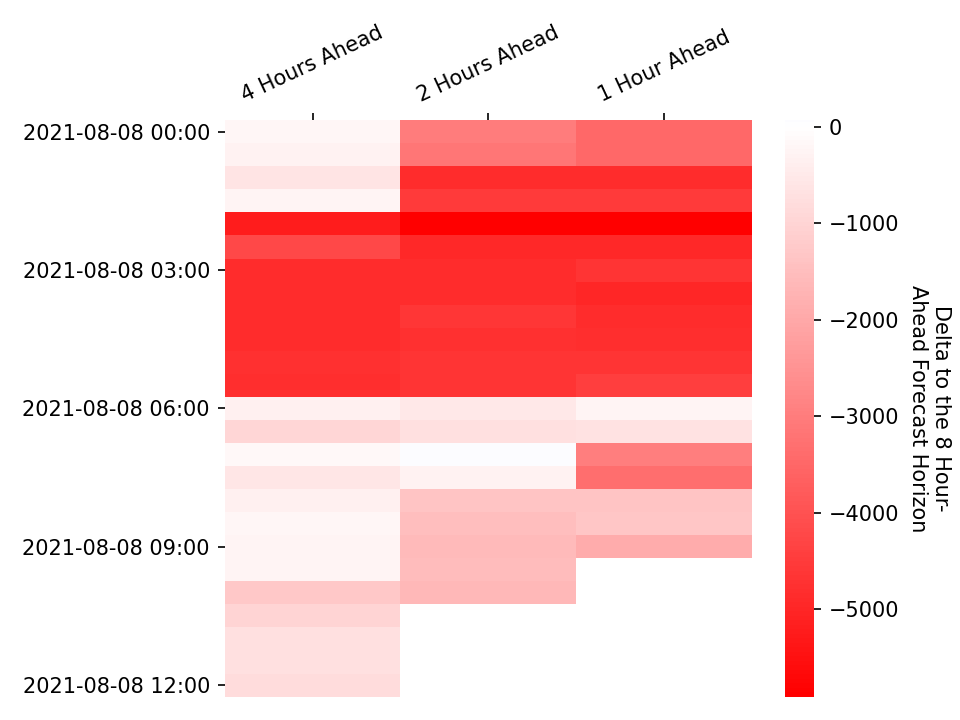 4 Hours Ahead
2 Hours Ahead
1 Hour Ahead
2021-08-08 00:00
2021-08-08 03:00
2021-08-08 06:00
2021-08-08 09:00
2021-08-08 12:00
0
−1000
−2000
−3000
−4000
−5000
Delta to the 8 Hour-
Ahead Forecast Horizon